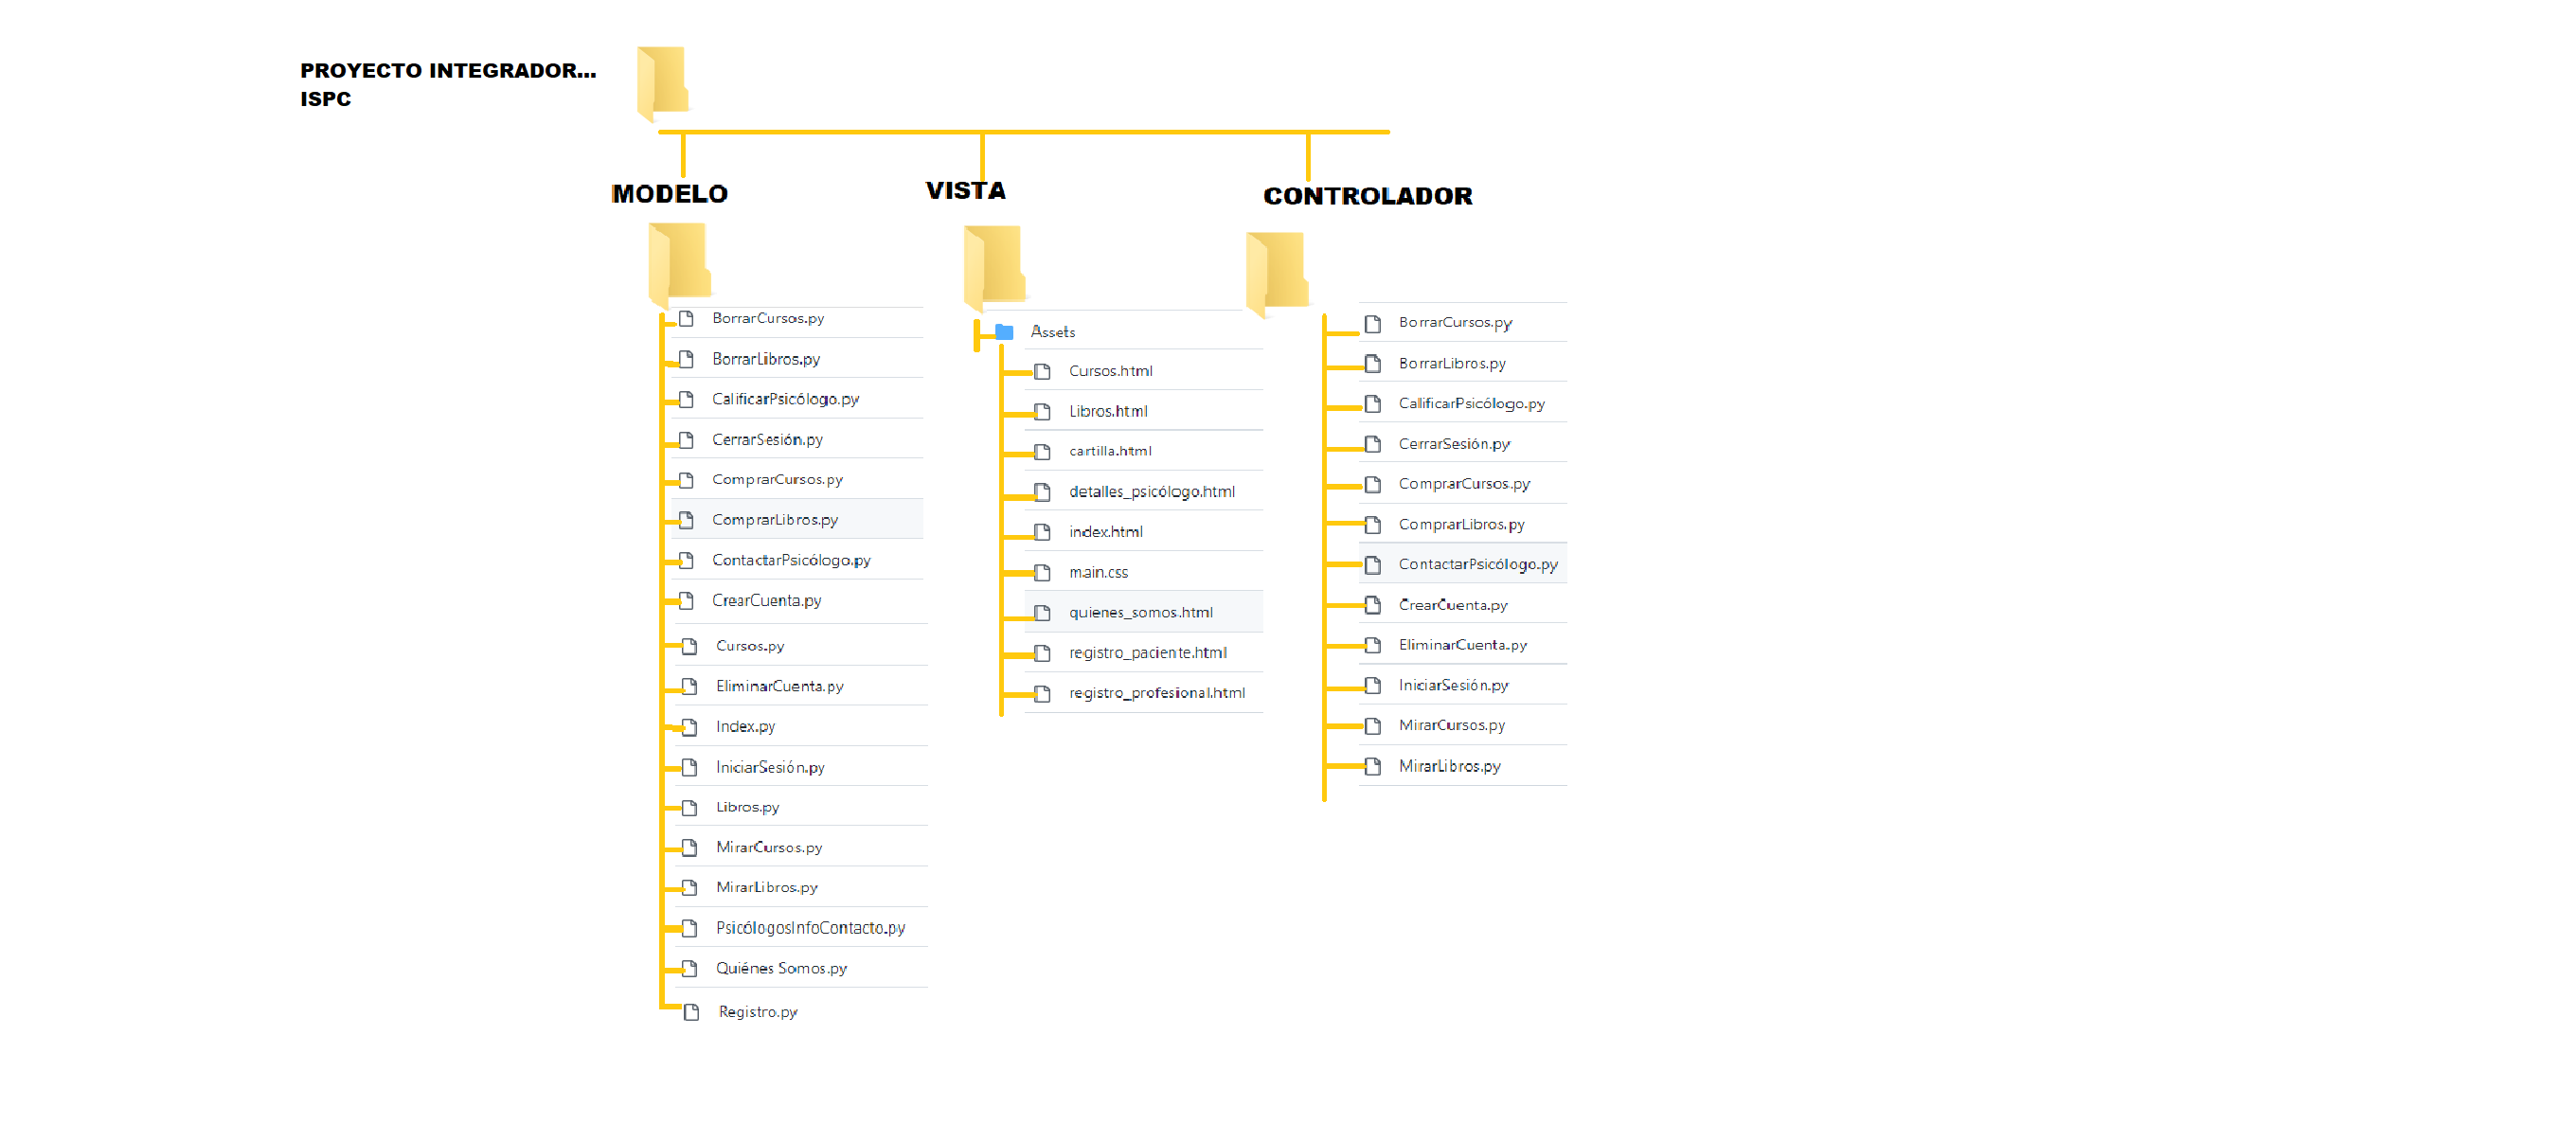 PROYECTO INTEGRADOR...
ISPC
MODELO
BorrarCursos.py
BorrarLibros.py
CalificarPsicólogo.py
CerrarSesión.py
ComprarCursos.py
ComprarLibros.py
ContactarPsicólogo.py
CrearCuenta.py
Cursos.py
EliminarCuenta.py
Index.py
IniciarSesión.py
Libros.py
MirarCursos.py
MirarLibros.py
PsicólogosInfoContacto.py
Quiénes Somos.py
Registro.py
VISTA
Assets
Cursos.html
Libros.html
cartilla.html
detalles_psicólogo.html
index.html
main.css
quienes_somos.html
registro_paciente.html
registro_profesional.html
CONTROLADOR
BorrarCursos.py
BorrarLibros.py
CalificarPsicólogo.py
CerrarSesión.py
ComprarCursos.py
ComprarLibros.py
ContactarPsicólogo.py
CrearCuenta.py
EliminarCuenta.py
IniciarSesión.py
MirarCursos.py
MirarLibros.py